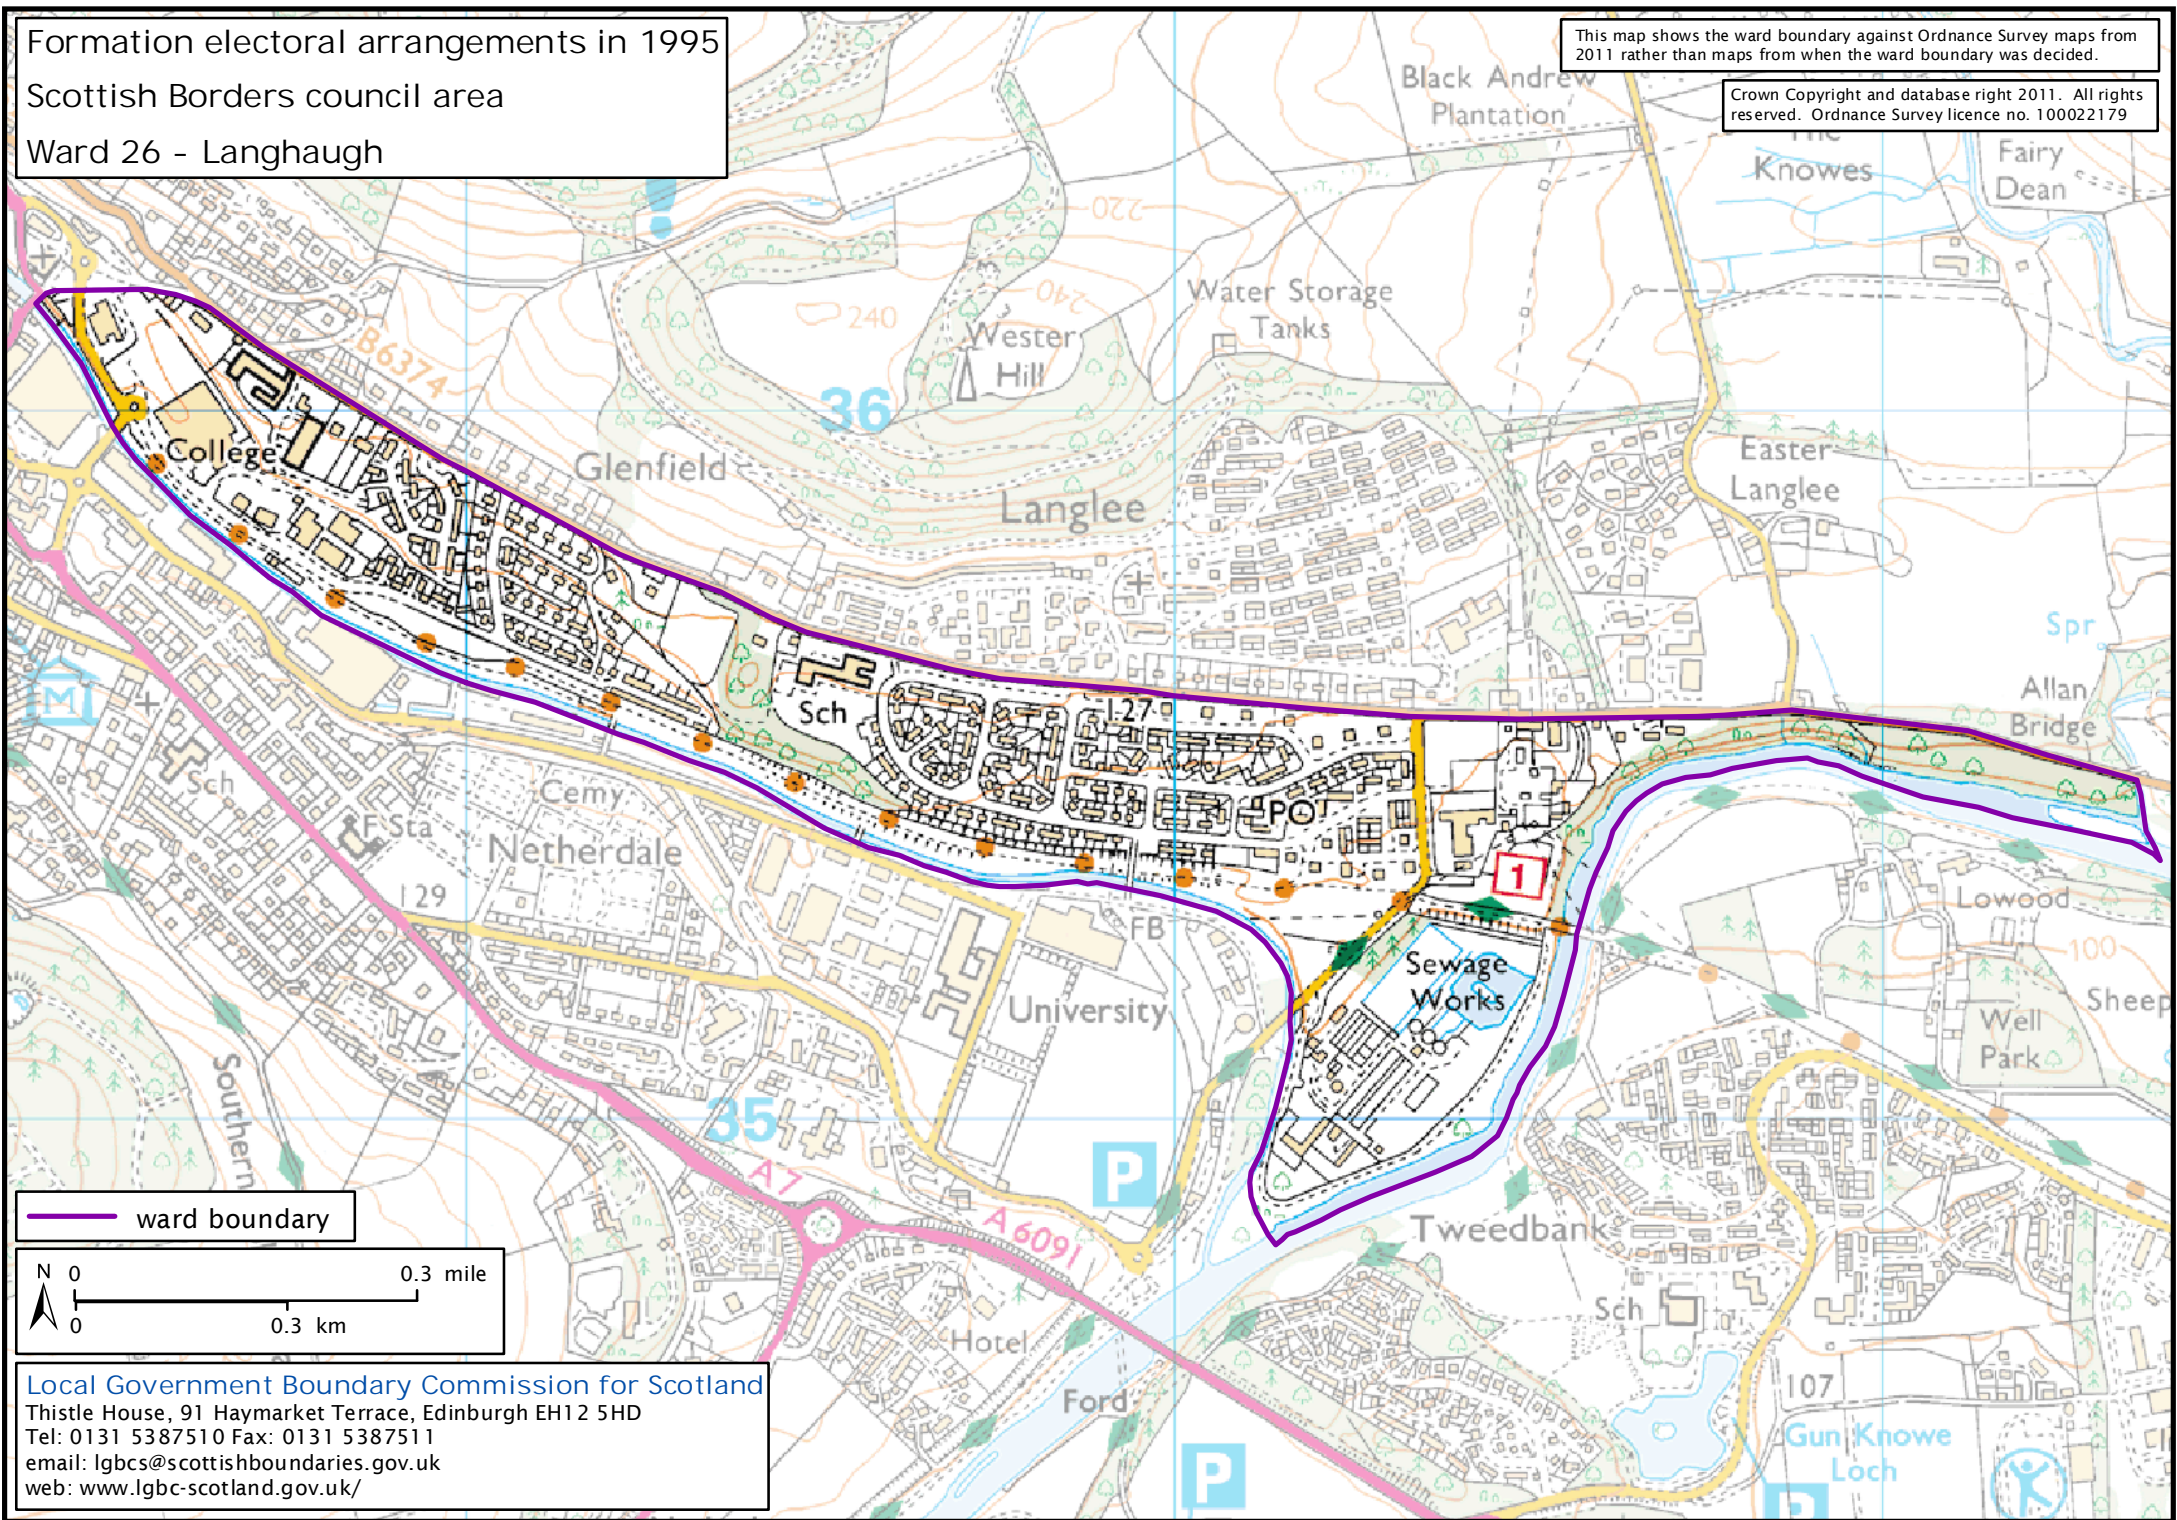 Formation electoral arrangements in 1995
Scottish Borders council area
Ward 26 - Langhaugh
This map shows the ward boundary against Ordnance Survey maps from
2011 rather than maps from when the ward boundary was decided.
Crown Copyright and database right 2011. All rights
reserved. Ordnance Survey licence no. 100022179
Black Andrew
Plantation
The
Knowes
Fairy
Dean
220
240
240
Water Storage
Tanks
Wester
Hill
B6374
36
Glenfield
Langlee
Easter
Langlee
College
Spr
Allan
Bridge
M
Sch
127
Sch
Cemy
PO
F Sta
Netherdale
129
1
FB
Lowood
100
Sewage
Works
University
Well
Park
Sheep
Southern
35
A7
P
A 6091
Tweedbank
Sch
Hotel
Ford
107
Gun Knowe
Loch
P
P
ward boundary
N 0 0.3 mile
0 0.3 km
Local Government Boundary Commission for Scotland
Thistle House, 91 Haymarket Terrace, Edinburgh EH12 5HD
Tel: 0131 5387510 Fax: 0131 5387511
email: lgbcs@scottishboundaries.gov.uk
web: www.lgbc-scotland.gov.uk/